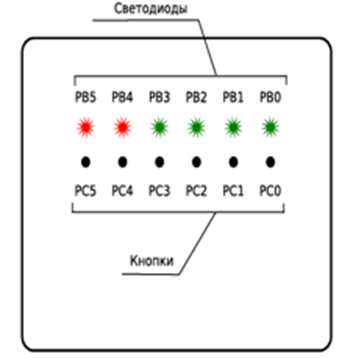 Светодиоды
PB5 PB4 PB3 PB2 PB1 PB0
PC5 PC4 PC3 PC2 PC1 PC0
Кнопки